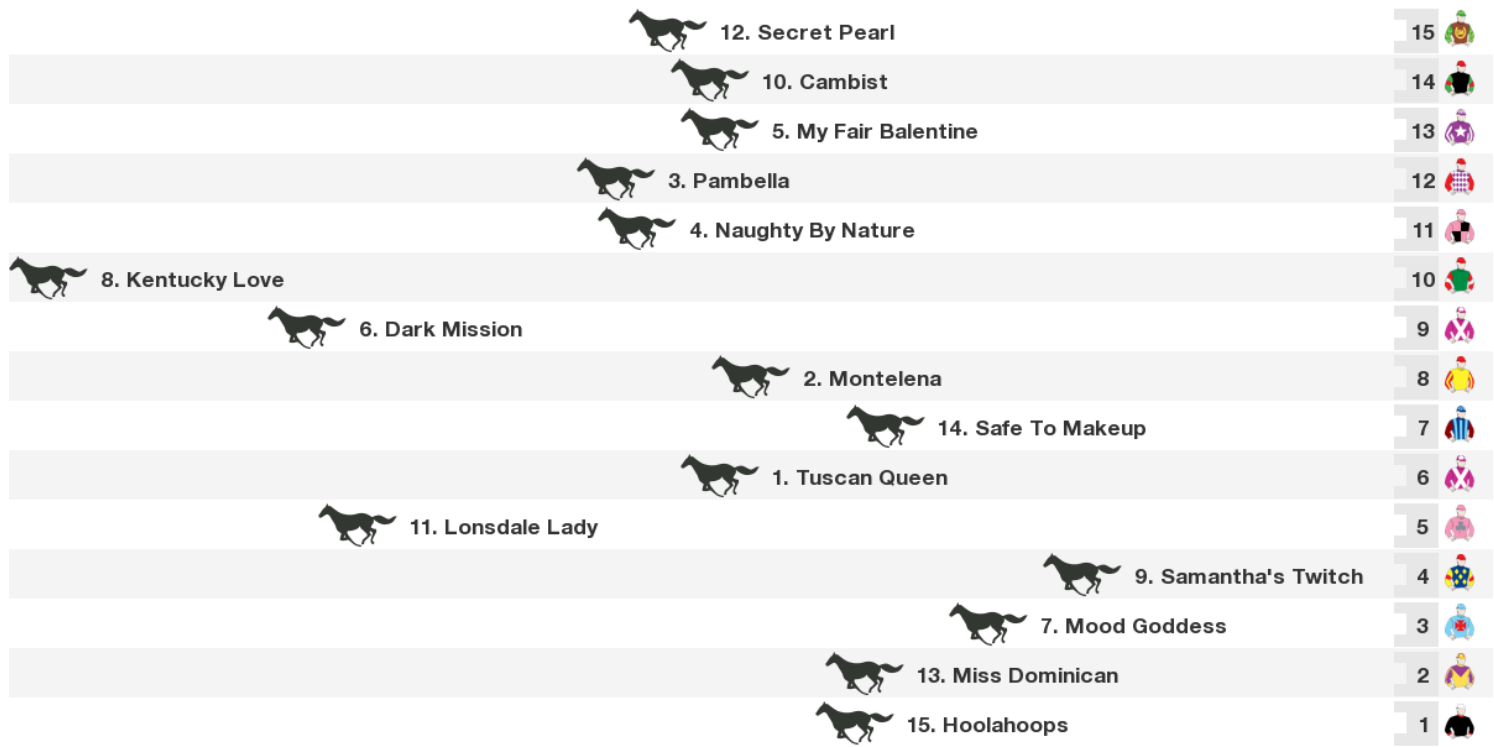 12. Secret Pearl 15
10. Cambist 14
5. My Fair Balentine 13
3. Pambella 12
4. Naughty By Nature 11
8. Kentucky Love 10
6. Dark Mission 9
2. Montelena 8
14. Safe To Makeup 7
1. Tuscan Queen 6
11. Lonsdale Lady 5
9. Samantha's Twitch 4
7. Mood Goddess 3
13. Miss Dominican 2
15. Hoolahoops 1